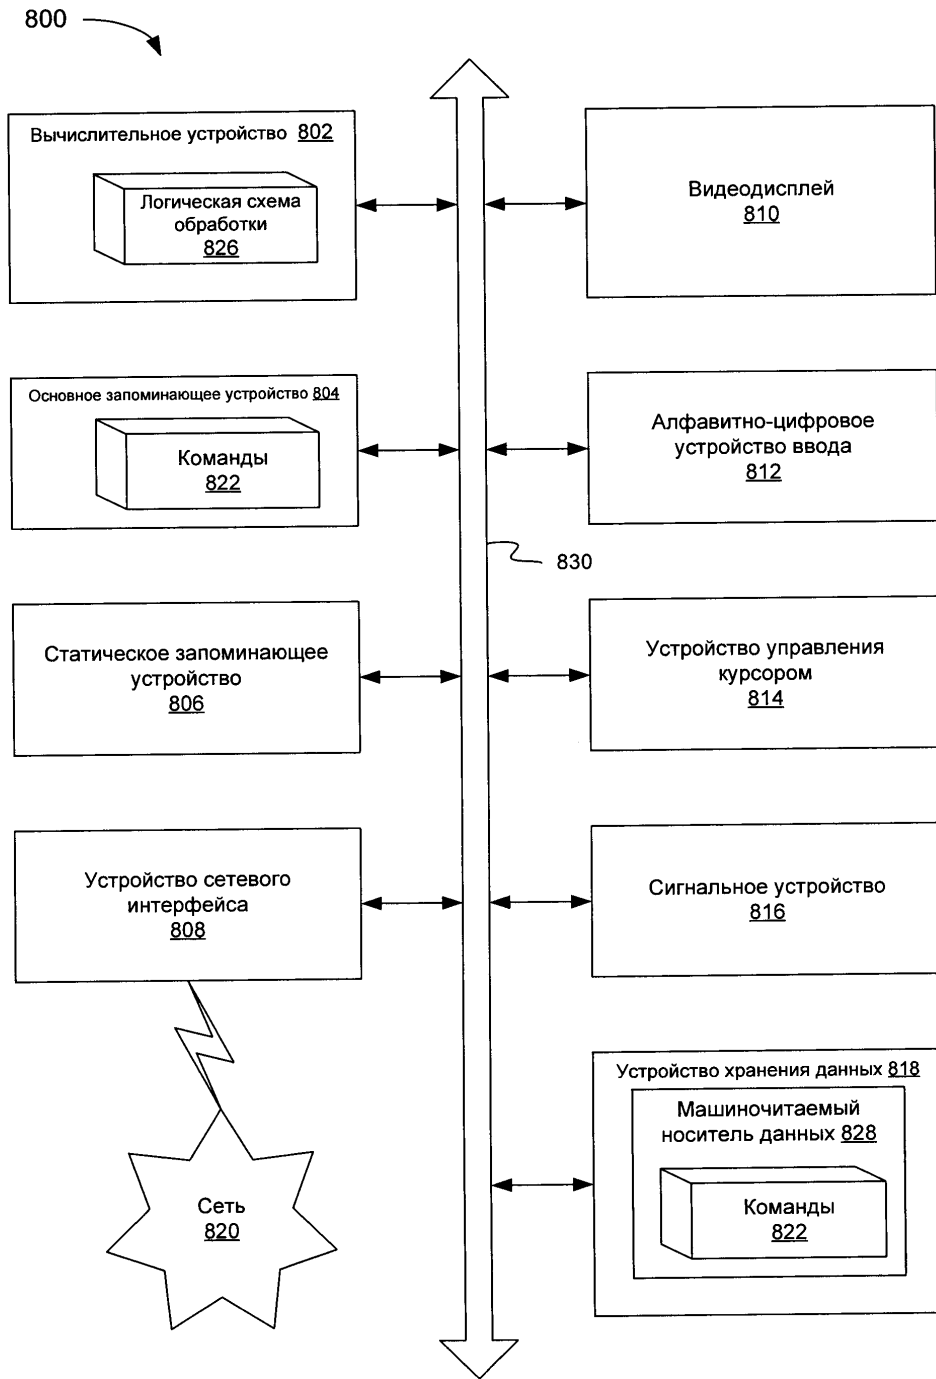 800
Вычислительное устройство 802
Логическая схема
обработки
826
Видеодисплей
810
Основное запоминающее устройство 804
Команды
822
Алфавитно-цифровое
устройство ввода
812
830
Статическое запоминающее
устройство
806
Устройство управления
курсором
814
Устройство сетевого
интерфейса
808
Сигнальное устройство
816
Сеть
820
Устройство хранения данных 818
Машиночитаемый
носитель данных 828
Команды
822